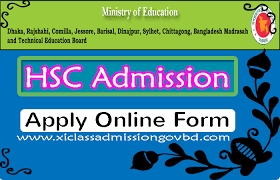 Ministry of Education
Dhaka, Rajshahi, Comilla, Jessore, Barisal, Dinajpur, Sylhet, Chittagong, Bangladesh Madrasah
and Technical Education Board
HSC Admission
Apply Online Form
www.xiclassadmissiongovbd.com